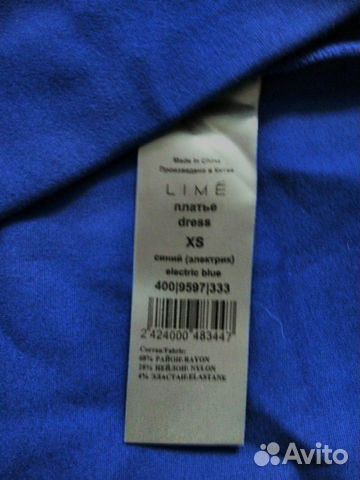 Made in China
Произведено в Китае
LIMÉ
платье
dress
XS
синий (электрик)
electric blue
400|9597|333
2 424000 483447
Состав/Fabric:
68% РАЙОН-RAYON
28% НЕЙЛОН: NYLON
4% ЭЛАСТАН-ELASTANE
Avito